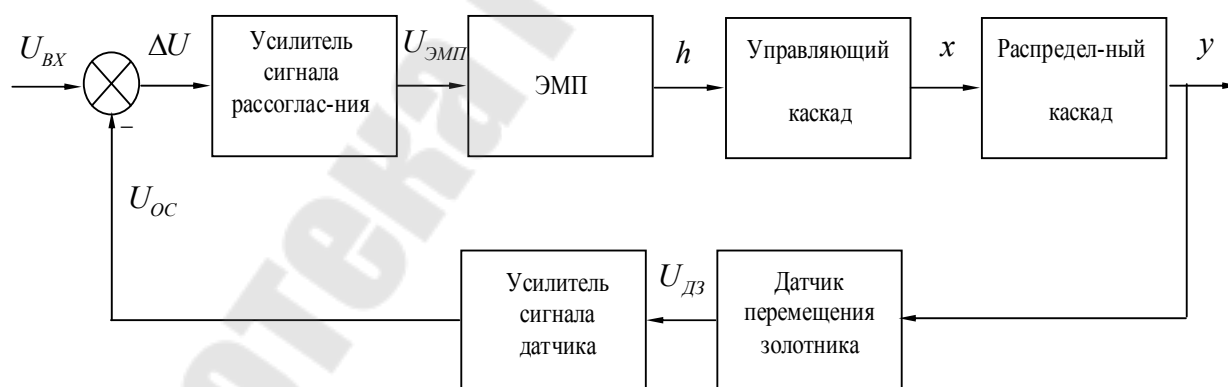 U_ВХ
ΔU
Усилитель
сигнала
рассоглас-ния
U_ЭМП
ЭМП
h
Управляющий
каскад
x
Распредел-ный
каскад
y
–
U_ОС
Усилитель
сигнала
датчика
U_ДЗ
Датчик
перемещения
золотника